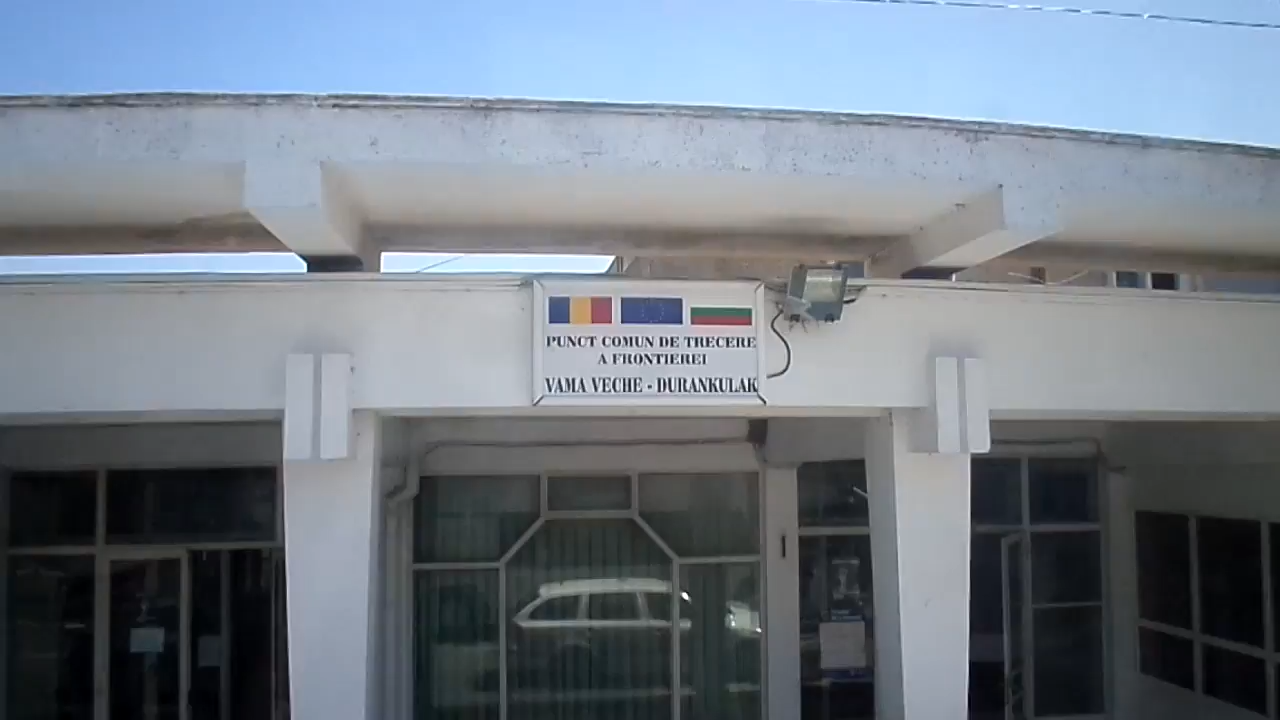 PUNCT COMUN DE TRECERE
A FRONTIEREI
VAMA VECHE - DURANKULAK